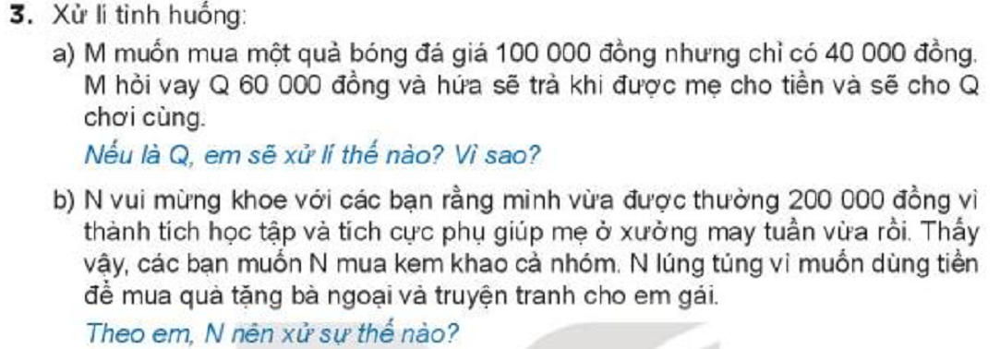 3. Xử lí tình huống:
a) M muốn mua một quả bóng đá giá 100 000 đồng nhưng chỉ có 40 000 đồng.
M hỏi vay Q 60 000 đồng và hứa sẽ trả khi được mẹ cho tiền và sẽ cho Q
chơi cùng.
Nếu là Q, em sẽ xử lí thế nào? Vì sao?
b) N vui mừng khoe với các bạn rằng mình vừa được thưởng 200 000 đồng vì
thành tích học tập và tích cực phụ giúp mẹ ở xưởng may tuần vừa rồi. Thấy
vậy, các bạn muốn N mua kem khao cả nhóm. N lúng túng vì muốn dùng tiền
để mua quà tặng bà ngoại và truyện tranh cho em gái.
Theo em, N nên xử sự thế nào?